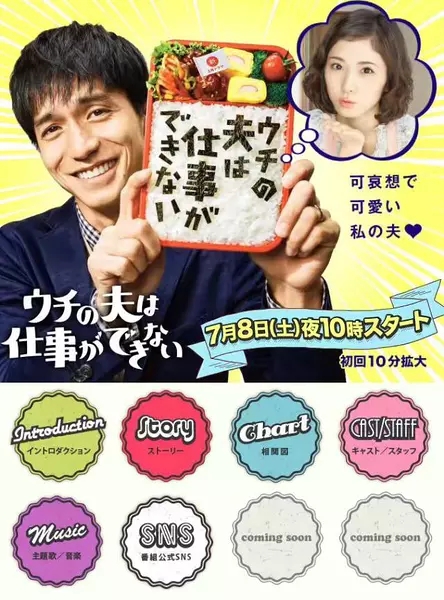 ウチの
夫は
仕事が
できない
可哀想で
可愛い
私の夫♥
ウチの夫は
仕事ができない
7月8日(土)夜10時スタート
初回10分拡大
Introduction
イントロダクション
Story
ストーリー
Chart
相関図
CAST/STAFF
キャスト／スタッフ
Music
主題歌／音楽
SNS
番組公式SNS
coming soon
coming soon